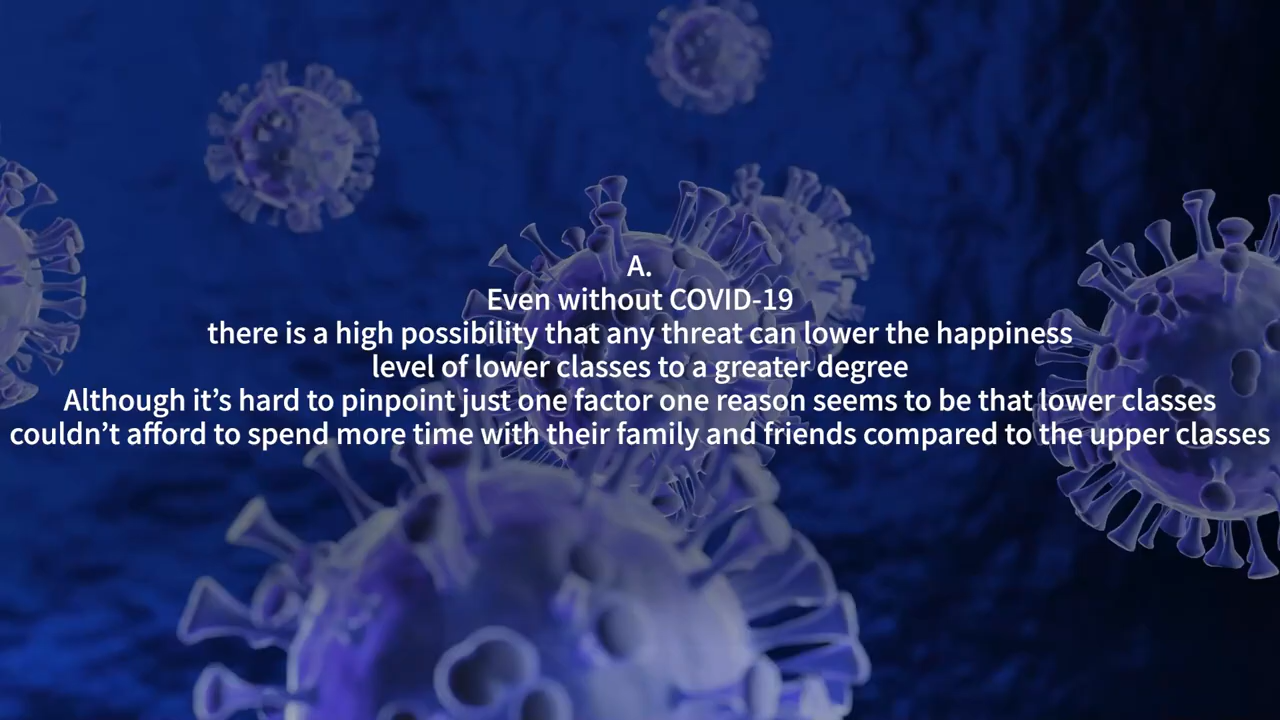 A.
Even without COVID-19
there is a high possibility that any threat can lower the happiness
level of lower classes to a greater degree
Although it’s hard to pinpoint just one factor one reason seems to be that lower classes
couldn’t afford to spend more time with their family and friends compared to the upper classes